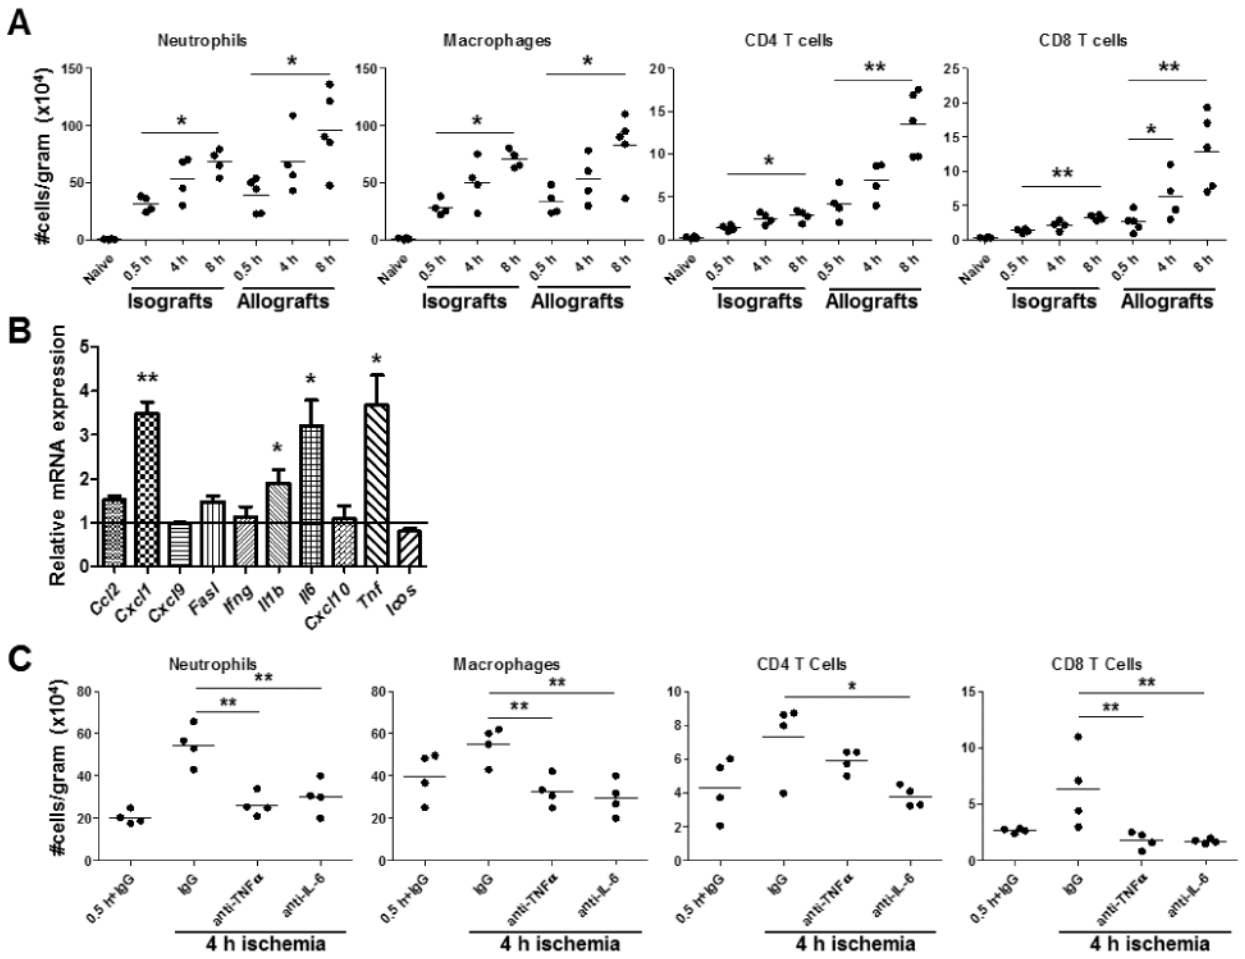 A
Neutrophils
Macrophages
CD4 T cells
CD8 T cells
#cells/gram (x10⁴)
150
100
50
0
* *
Naive
0.5 h
4 h
8 h
0.5 h
4 h
8 h
Isografts
Allografts
150
100
50
0
* *
Naive
0.5 h
4 h
8 h
0.5 h
4 h
8 h
Isografts
Allografts
20
15
10
5
0
* **
Naive
0.5 h
4 h
8 h
0.5 h
4 h
8 h
Isografts
Allografts
25
20
15
10
5
0
** * **
Naive
0.5 h
4 h
8 h
0.5 h
4 h
8 h
Isografts
Allografts
B
Relative mRNA expression
5
4
3
2
1
0
** * * *
Ccl2
Cxcl1
Cxcl9
Fasl
Ifng
Il1b
Il6
Cxcl10
Tnf
Icos
C
Neutrophils
Macrophages
CD4 T Cells
CD8 T Cells
#cells/gram (x10⁴)
80
60
40
20
0
**
**
0.5 h+IgG
IgG
anti-TNFα
anti-IL-6
4 h ischemia
80
60
40
20
0
**
**
0.5 h+IgG
IgG
anti-TNFα
anti-IL-6
4 h ischemia
10
8
6
4
2
0
*
0.5 h+IgG
IgG
anti-TNFα
anti-IL-6
4 h ischemia
15
10
5
0
**
**
0.5 h+IgG
IgG
anti-TNFα
anti-IL-6
4 h ischemia